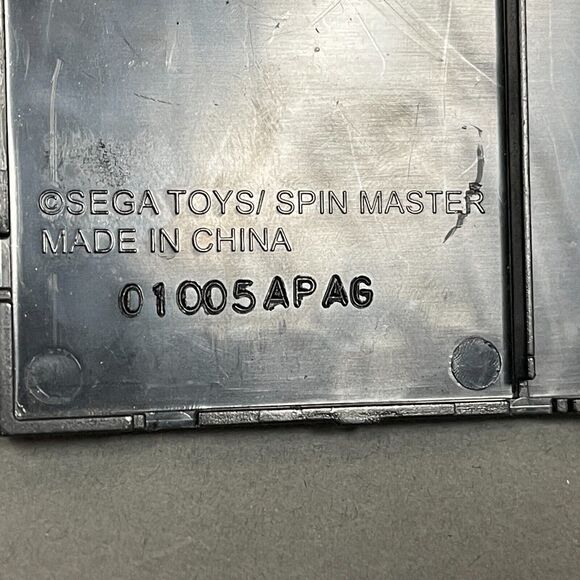 ©SEGA TOYS/ SPIN MASTER
MADE IN CHINA
01005APAG